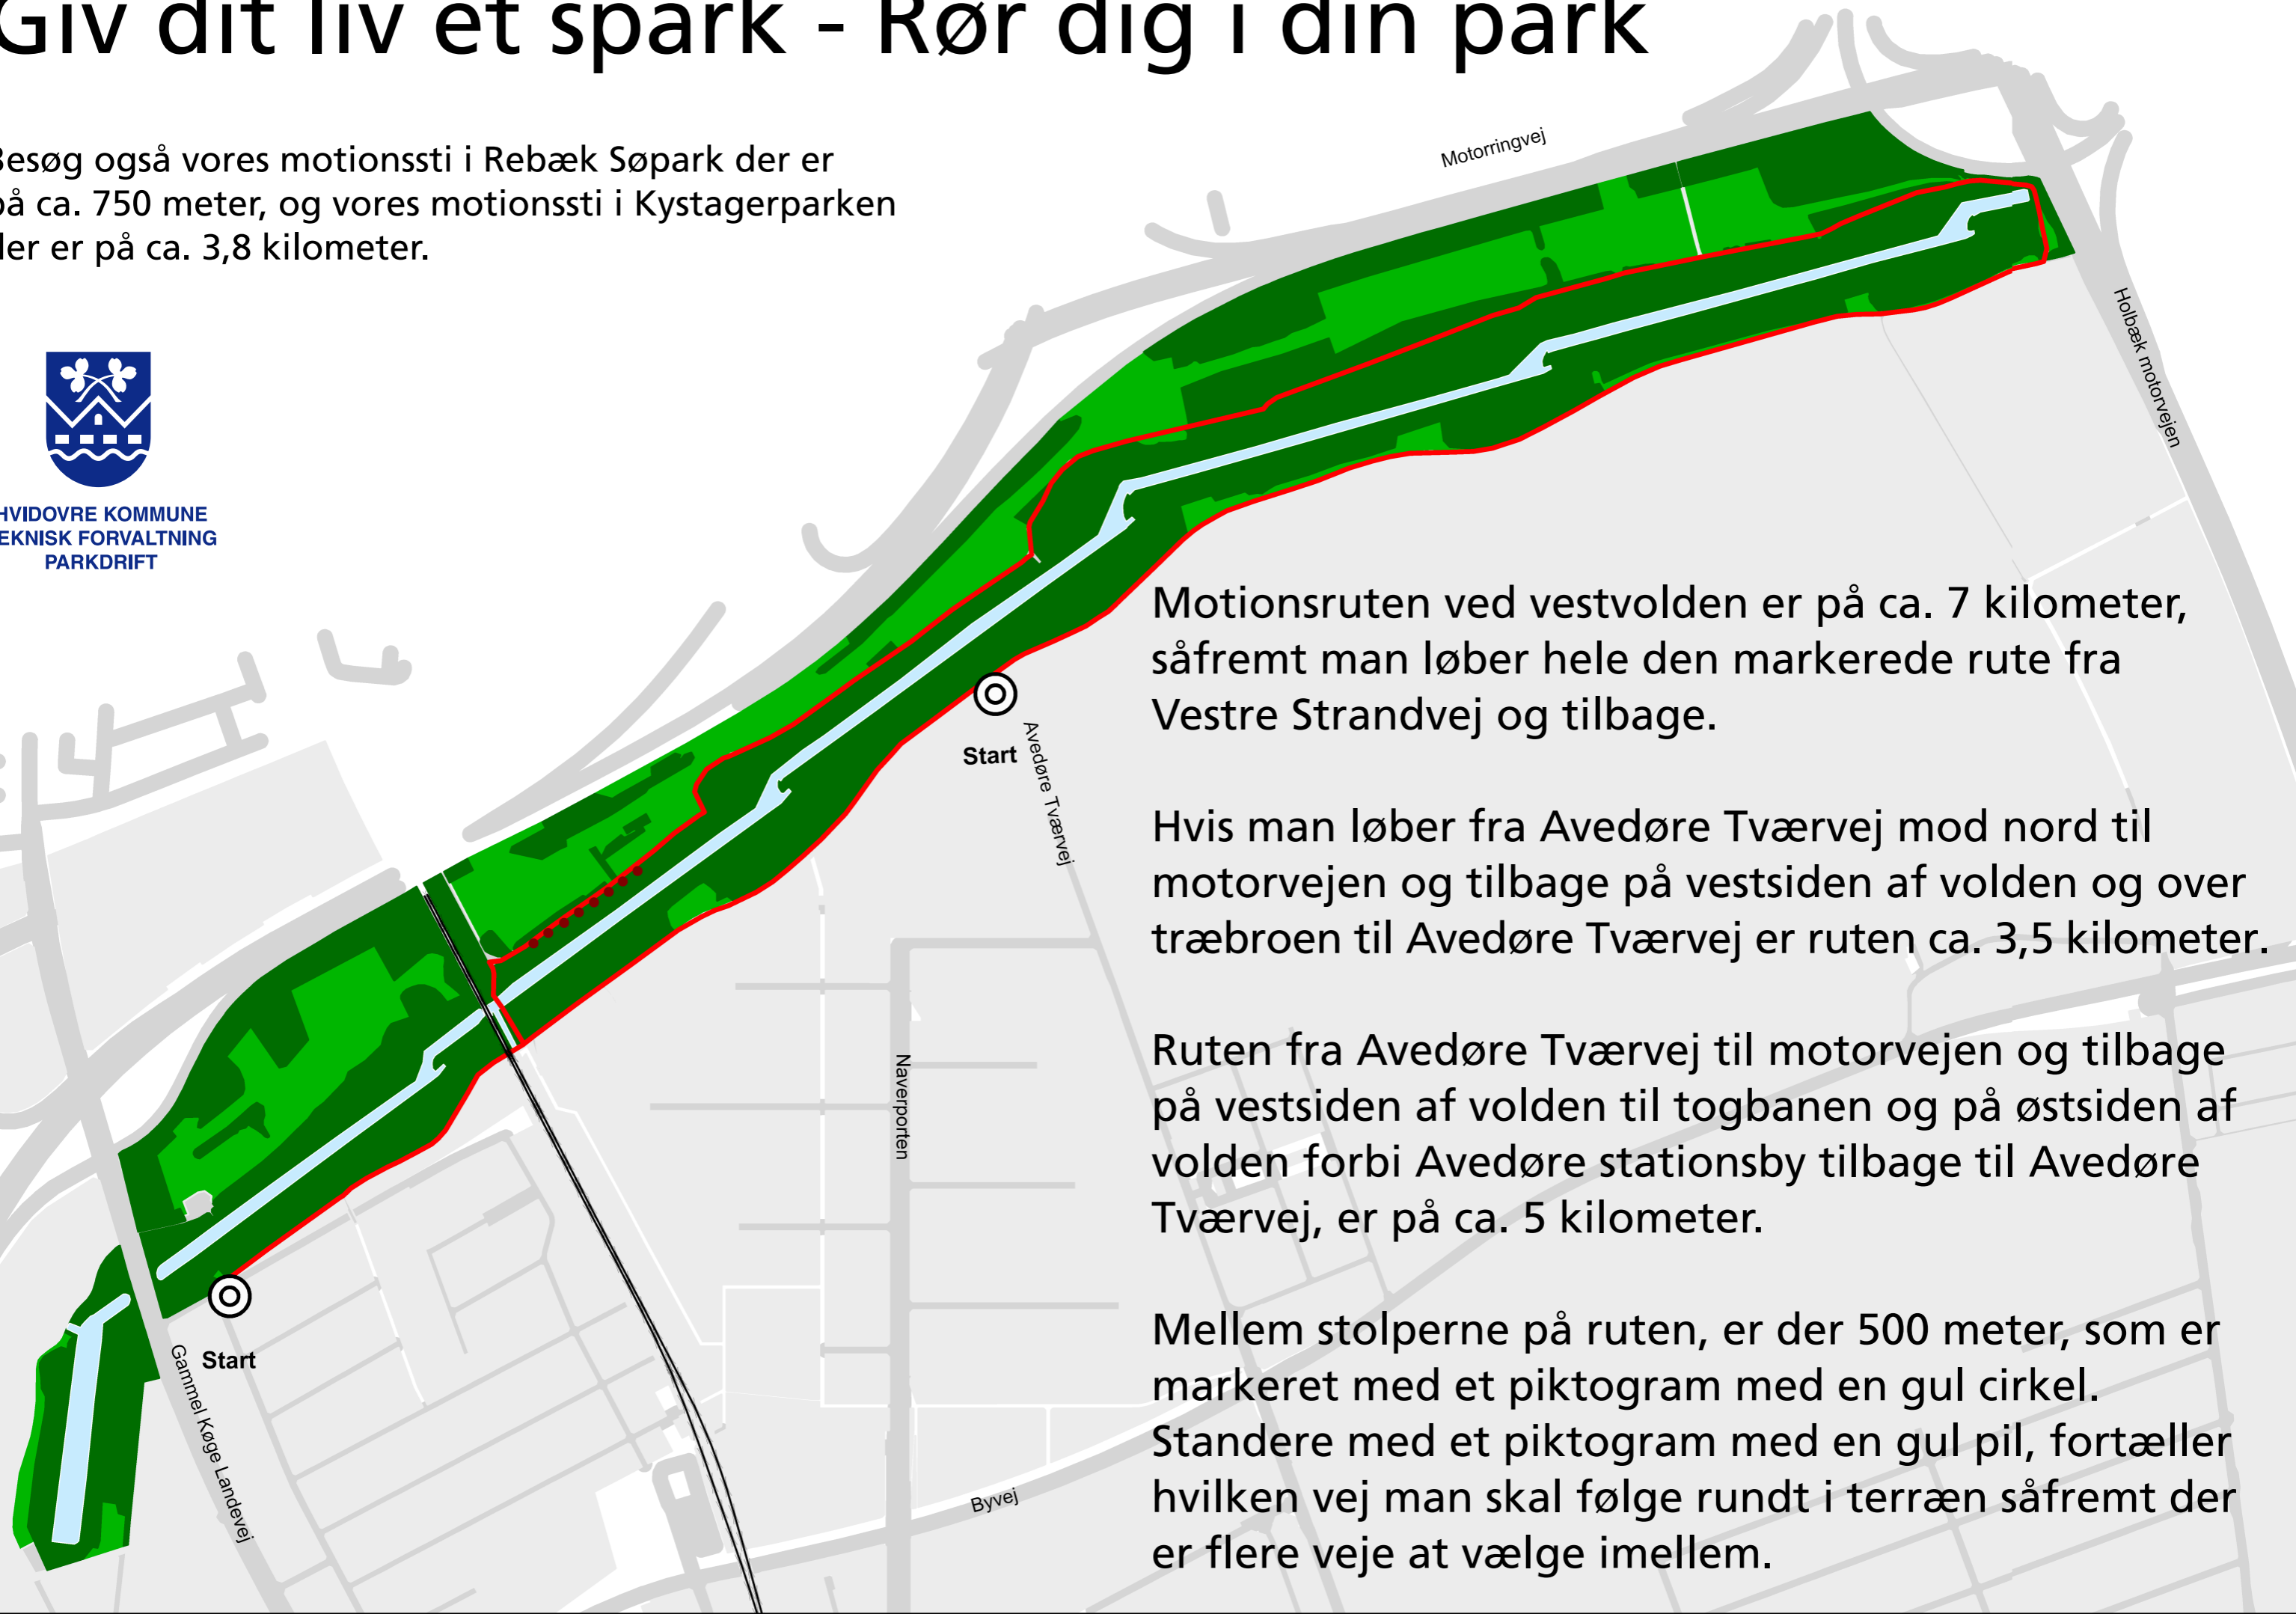 Giv dit liv et spark - Rør dig i din park
Besøg også vores motionssti i Rebæk Søpark der er
på ca. 750 meter, og vores motionssti i Kystagerparken
der er på ca. 3,8 kilometer.
HVIDOVRE KOMMUNE
TEKNISK FORVALTNING
PARKDRIFT
Motorringvej
Holbæk motorvejen
Start
Avedøre Tværvej
Motionsruten ved vestvolden er på ca. 7 kilometer,
såfremt man løber hele den markerede rute fra
Vestre Strandvej og tilbage.
Hvis man løber fra Avedøre Tværvej mod nord til
motorvejen og tilbage på vestsiden af volden og over
træbroen til Avedøre Tværvej er ruten ca. 3,5 kilometer.
Ruten fra Avedøre Tværvej til motorvejen og tilbage
på vestsiden af volden til togbanen og på østsiden af
volden forbi Avedøre stationsby tilbage til Avedøre
Tværvej, er på ca. 5 kilometer.
Mellem stolperne på ruten, er der 500 meter, som er
markeret med et piktogram med en gul cirkel.
Standere med et piktogram med en gul pil, fortæller
hvilken vej man skal følge rundt i terræn såfremt der
er flere veje at vælge imellem.
Naverporten
Start
Gammel Køge Landevej
Byvej